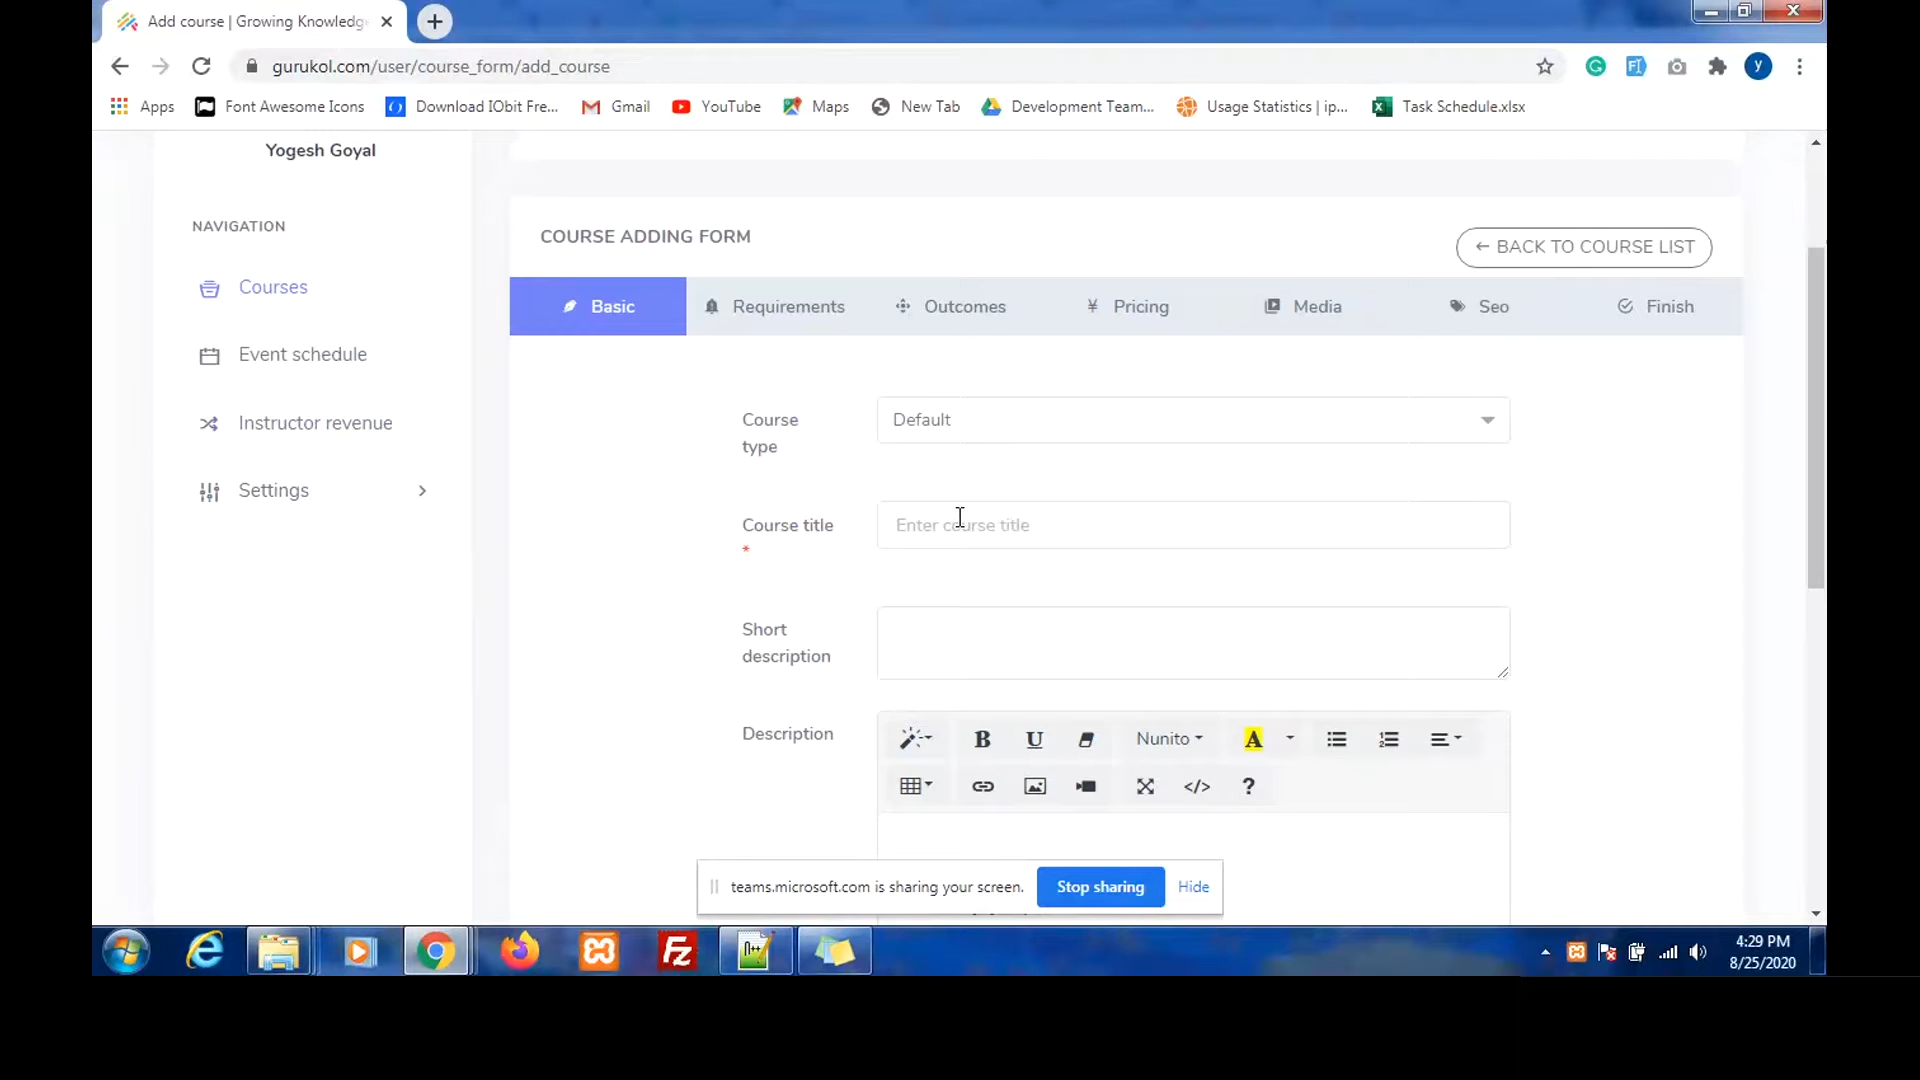 Add course | Growing Knowledg
gurukol.com/user/course_form/add_course
y
Apps Font Awesome Icons Download IObit Fre... Gmail YouTube Maps New Tab Development Team... Usage Statistics | ip... Task Schedule.xlsx
Yogesh Goyal
NAVIGATION
Courses
Event schedule
Instructor revenue
Settings
COURSE ADDING FORM
← BACK TO COURSE LIST
Basic Requirements Outcomes ¥ Pricing Media Seo Finish
Course type
Default
Course title *
Enter course title
Short description
Description
B U Nunito A
</> ?
teams.microsoft.com is sharing your screen. Stop sharing Hide
4:29 PM
8/25/2020